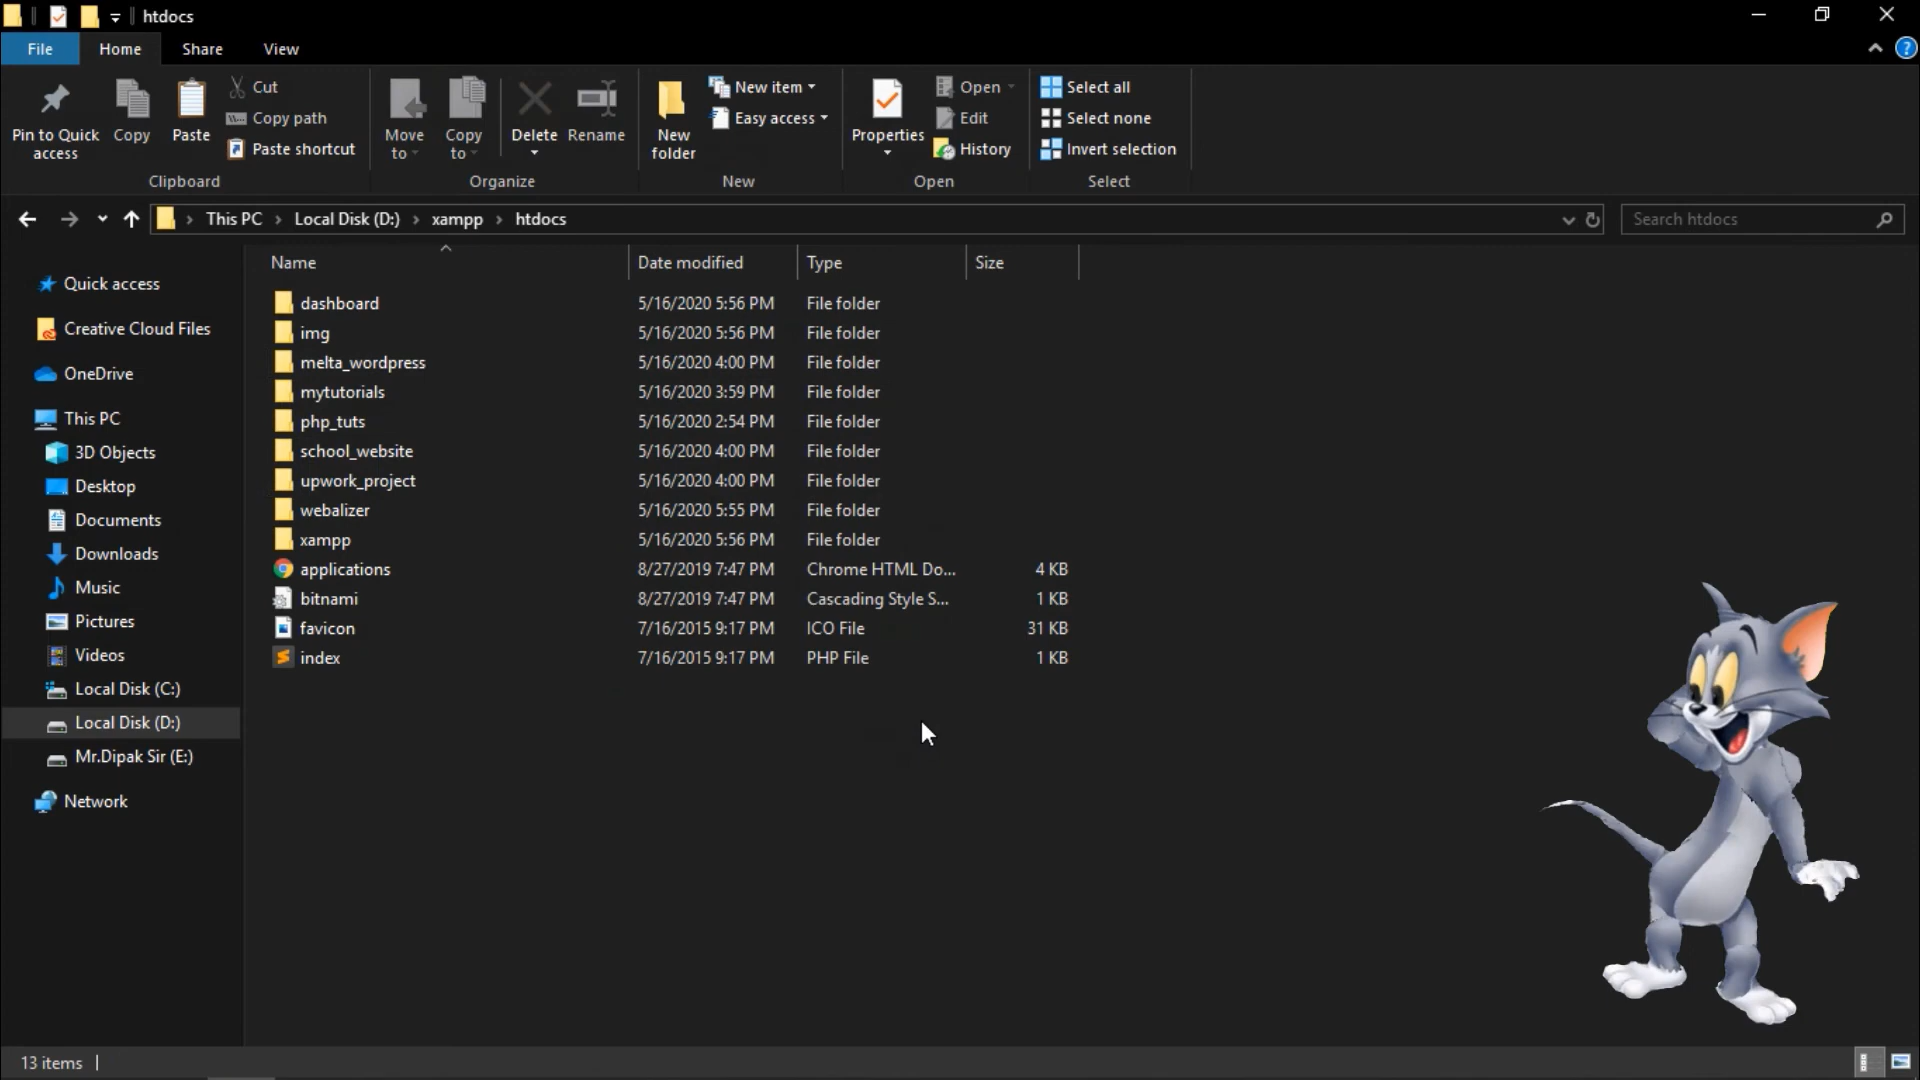 htdocs
File Home Share View
Pin to Quick access
Copy
Paste
Cut
Copy path
Paste shortcut
Clipboard
Move to
Copy to
Delete
Rename
Organize
New folder
New item
Easy access
New
Properties
Open
Edit
History
Open
Select all
Select none
Invert selection
Select
This PC > Local Disk (D:) > xampp > htdocs
Search htdocs
Quick access
Creative Cloud Files
OneDrive
This PC
3D Objects
Desktop
Documents
Downloads
Music
Pictures
Videos
Local Disk (C:)
Local Disk (D:)
Mr.Dipak Sir (E:)
Network
Name Date modified Type Size
dashboard 5/16/2020 5:56 PM File folder
img 5/16/2020 5:56 PM File folder
melta_wordpress 5/16/2020 4:00 PM File folder
mytutorials 5/16/2020 3:59 PM File folder
php_tuts 5/16/2020 2:54 PM File folder
school_website 5/16/2020 4:00 PM File folder
upwork_project 5/16/2020 4:00 PM File folder
webalizer 5/16/2020 5:55 PM File folder
xampp 5/16/2020 5:56 PM File folder
applications 8/27/2019 7:47 PM Chrome HTML Do... 4 KB
bitnami 8/27/2019 7:47 PM Cascading Style S... 1 KB
favicon 7/16/2015 9:17 PM ICO File 31 KB
index 7/16/2015 9:17 PM PHP File 1 KB
13 items